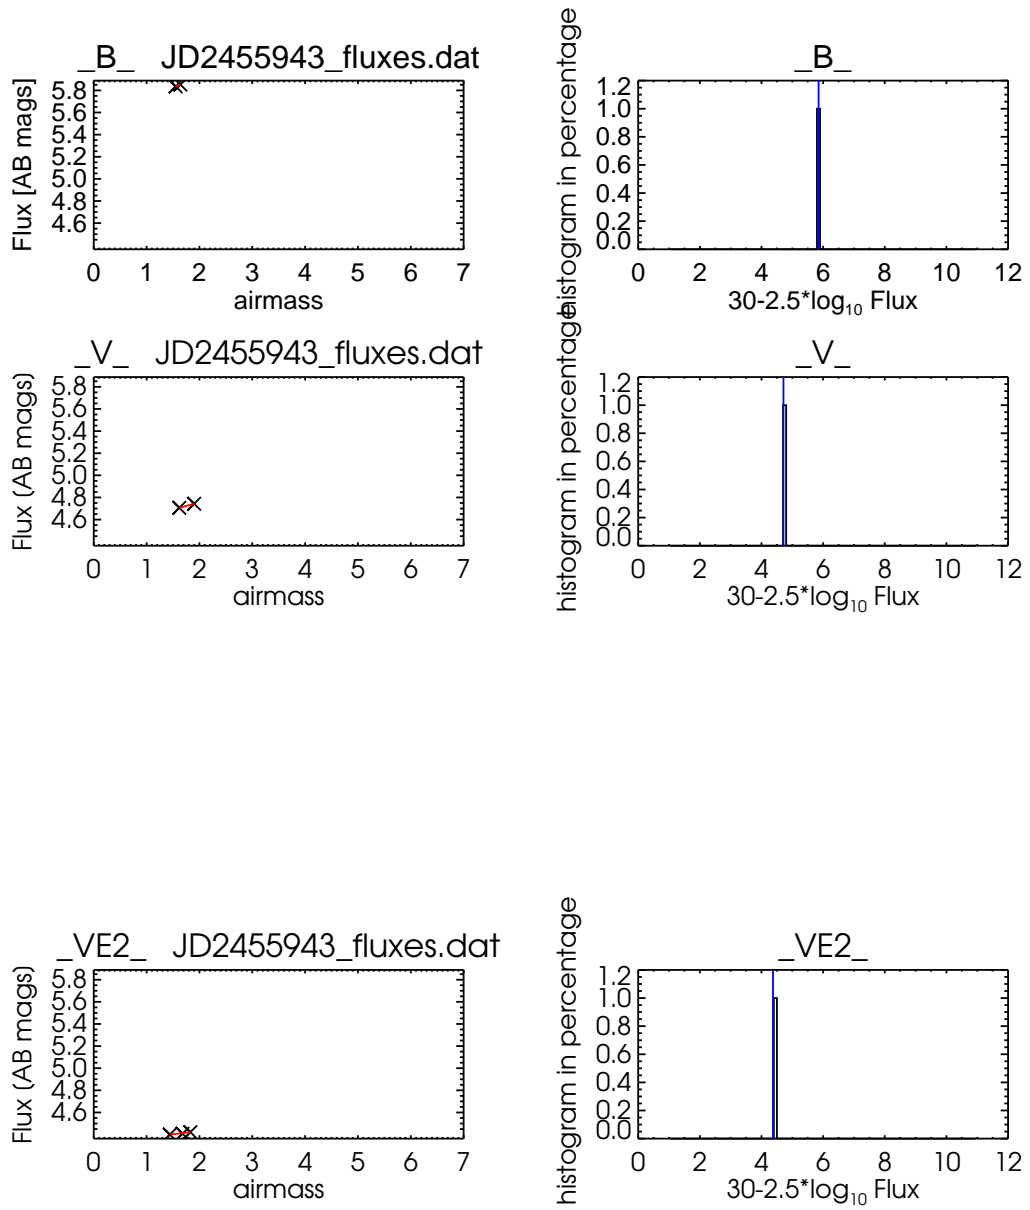 _B_ JD2455943_fluxes.dat
Flux [AB mags]
5.8
5.6
5.4
5.2
5.0
4.8
4.6
0 1 2 3 4 5 6 7
airmass
_B_
histogram in percentage
1.2
1.0
0.8
0.6
0.4
0.2
0.0
0 2 4 6 8 10 12
30-2.5*log₁₀ Flux
_V_ JD2455943_fluxes.dat
Flux (AB mags)
5.8
5.6
5.4
5.2
5.0
4.8
4.6
0 1 2 3 4 5 6 7
airmass
_V_
histogram in percentage
1.2
1.0
0.8
0.6
0.4
0.2
0.0
0 2 4 6 8 10 12
30-2.5*log₁₀ Flux
_VE2_ JD2455943_fluxes.dat
Flux (AB mags)
5.8
5.6
5.4
5.2
5.0
4.8
4.6
0 1 2 3 4 5 6 7
airmass
_VE2_
histogram in percentage
1.2
1.0
0.8
0.6
0.4
0.2
0.0
0 2 4 6 8 10 12
30-2.5*log₁₀ Flux